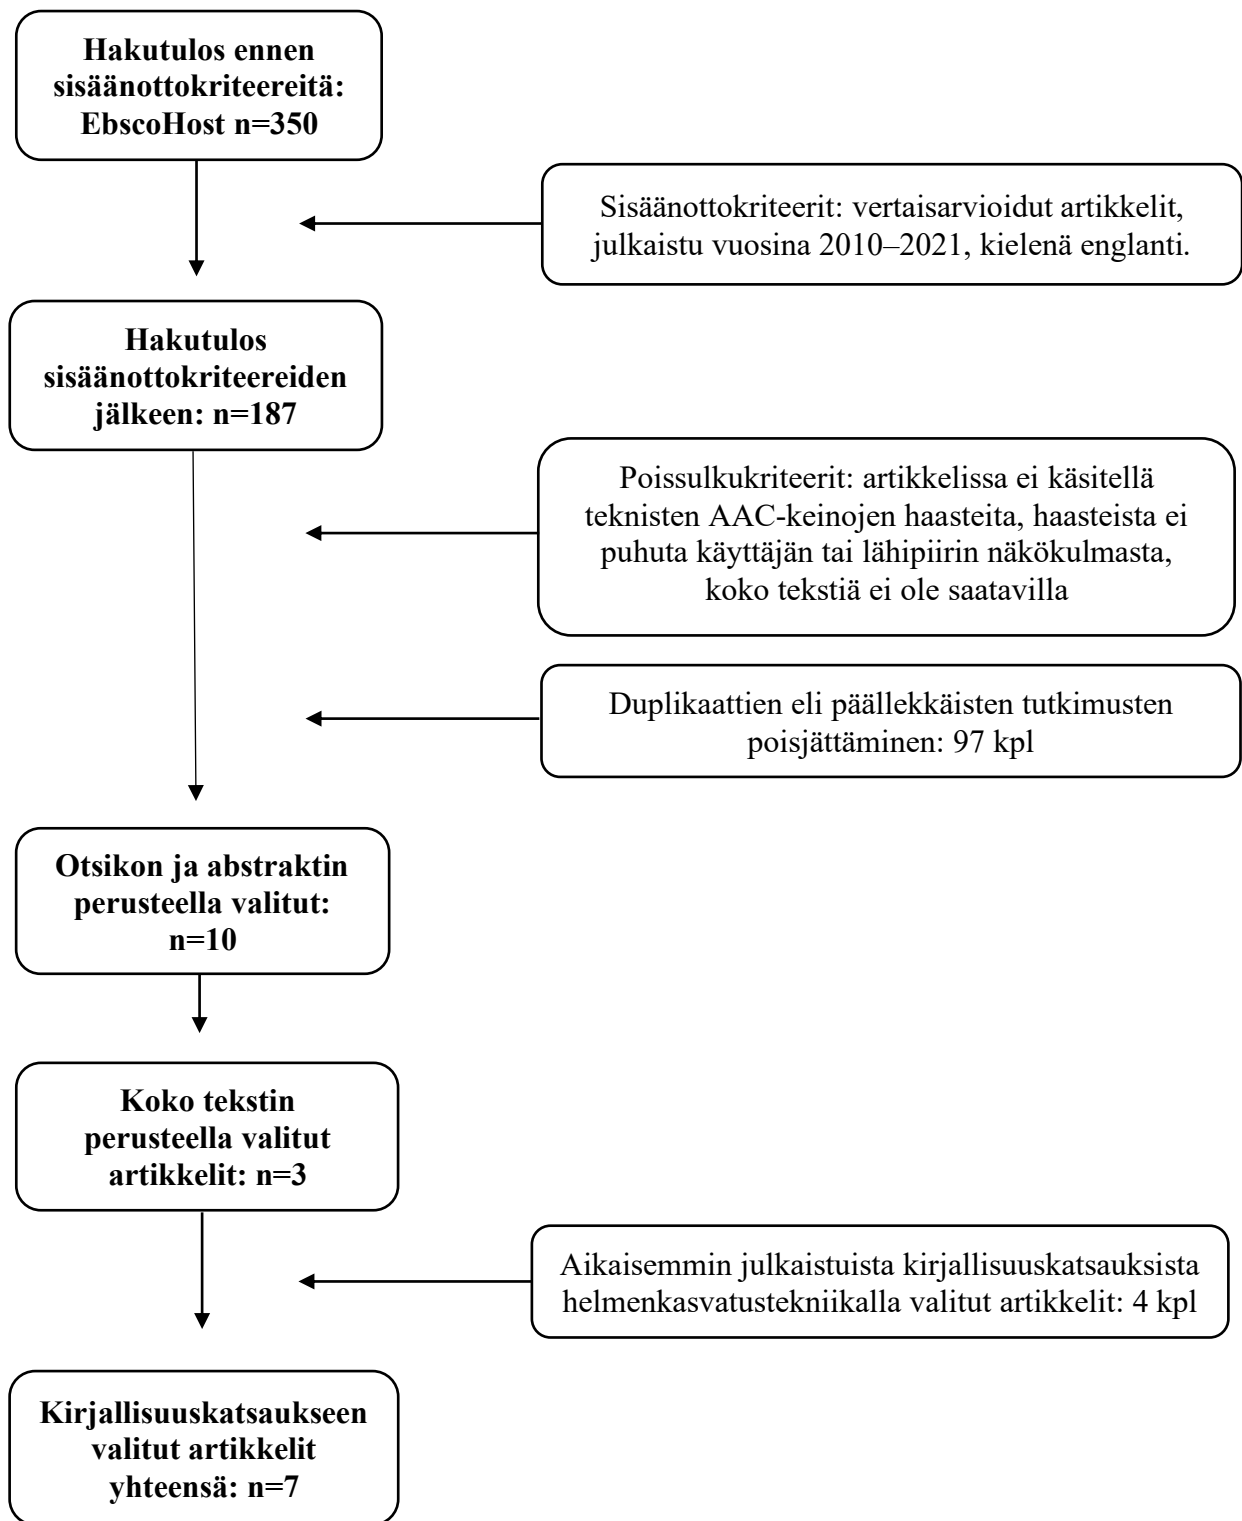 Hakutulos ennen
sisäänottokriteereitä:
EbscoHost n=350
Sisäänottokriteerit: vertaisarvioidut artikkelit,
julkaistu vuosina 2010–2021, kielenä englanti.
Hakutulos
sisäänottokriteereiden
jälkeen: n=187
Poissulkukriteerit: artikkelissa ei käsitellä
teknisten AAC-keinojen haasteita, haasteista ei
puhuta käyttäjän tai lähipiirin näkökulmasta,
koko tekstiä ei ole saatavilla
Duplikaattien eli päällekkäisten tutkimusten
poisjättäminen: 97 kpl
Otsikon ja abstraktin
perusteella valitut:
n=10
Koko tekstin
perusteella valitut
artikkelit: n=3
Aikaisemmin julkaistuista kirjallisuuskatsauksista
helmenkasvatustekniikalla valitut artikkelit: 4 kpl
Kirjallisuuskatsaukseen
valitut artikkelit
yhteensä: n=7